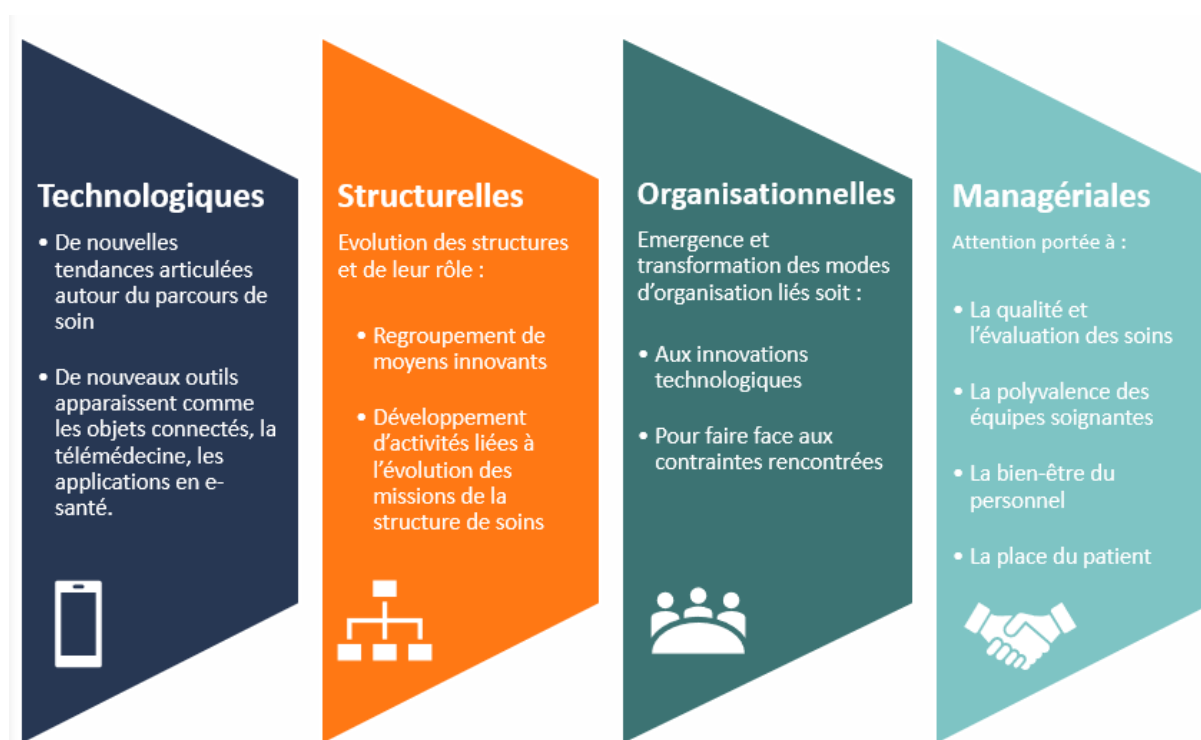 Technologiques
• De nouvelles
tendances articulées
autour du parcours de
soin
• De nouveaux outils
apparaissent comme
les objets connectés, la
télémédecine, les
applications en e-
santé.
Structurelles
Evolution des structures
et de leur rôle :
• Regroupement de
moyens innovants
• Développement
d’activités liées à
l’évolution des
missions de la
structure de soins
Organisationnelles
Emergence et
transformation des modes
d’organisation liés soit :
• Aux innovations
technologiques
• Pour faire face aux
contraintes rencontrées
Managériales
Attention portée à :
• La qualité et
l’évaluation des soins
• La polyvalence des
équipes soignantes
• La bien-être du
personnel
• La place du patient